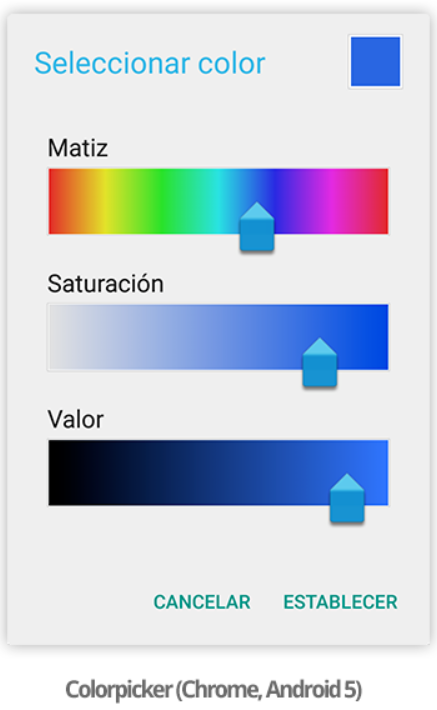 Seleccionar color
Matiz
Saturación
Valor
CANCELAR ESTABLECER
Colorpicker (Chrome, Android 5)